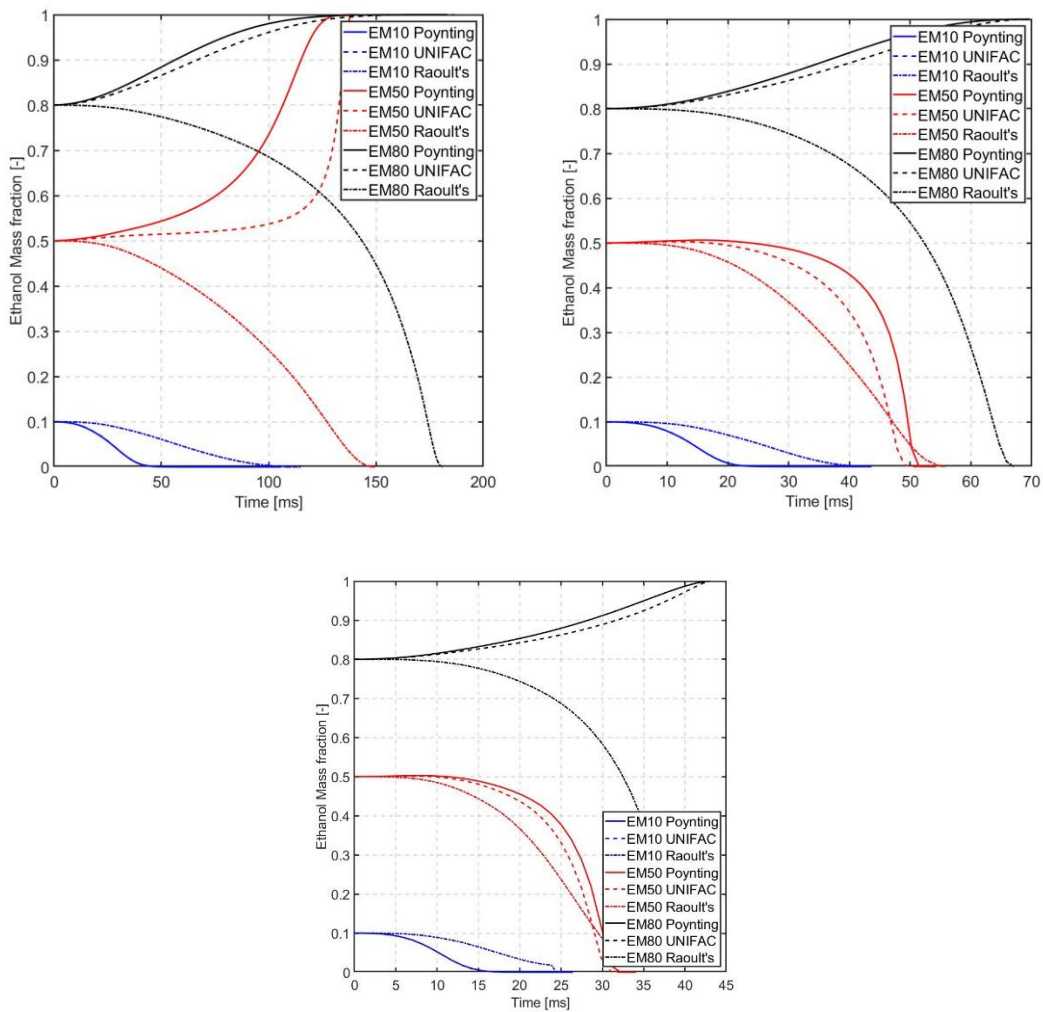 1
0.9
0.8
0.7
0.6
0.5
0.4
0.3
0.2
0.1
0
Ethanol Mass fraction [-]
EM10 Poynting
EM10 UNIFAC
EM10 Raoult's
EM50 Poynting
EM50 UNIFAC
EM50 Raoult's
EM80 Poynting
EM80 UNIFAC
EM80 Raoult's
0 50 100 150 200
Time [ms]
1
0.9
0.8
0.7
0.6
0.5
0.4
0.3
0.2
0.1
0
Ethanol Mass fraction [-]
EM10 Poynting
EM10 UNIFAC
EM10 Raoult's
EM50 Poynting
EM50 UNIFAC
EM50 Raoult's
EM80 Poynting
EM80 UNIFAC
EM80 Raoult's
0 10 20 30 40 50 60 70
Time [ms]
1
0.9
0.8
0.7
0.6
0.5
0.4
0.3
0.2
0.1
0
Ethanol Mass fraction [-]
EM10 Poynting
EM10 UNIFAC
EM10 Raoult's
EM50 Poynting
EM50 UNIFAC
EM50 Raoult's
EM80 Poynting
EM80 UNIFAC
EM80 Raoult's
0 5 10 15 20 25 30 35 40 45
Time [ms]